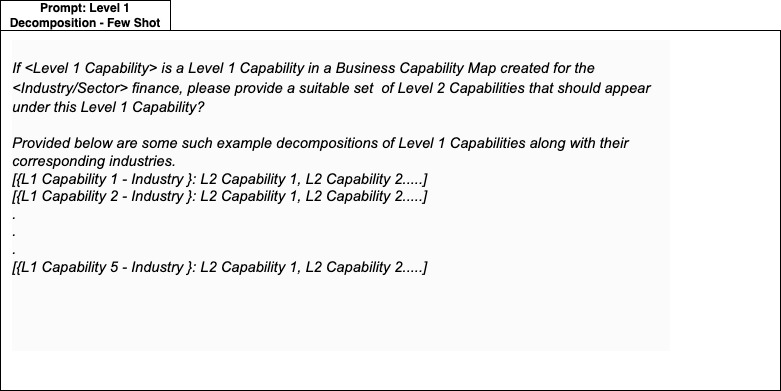 Prompt: Level 1
Decomposition - Few Shot
If <Level 1 Capability> is a Level 1 Capability in a Business Capability Map created for the
<Industry/Sector> finance, please provide a suitable set  of Level 2 Capabilities that should appear
under this Level 1 Capability?
Provided below are some such example decompositions of Level 1 Capabilities along with their
corresponding industries.
[{L1 Capability 1 - Industry }: L2 Capability 1, L2 Capability 2.....]
[{L1 Capability 2 - Industry }: L2 Capability 1, L2 Capability 2.....]
.
.
.
[{L1 Capability 5 - Industry }: L2 Capability 1, L2 Capability 2.....]